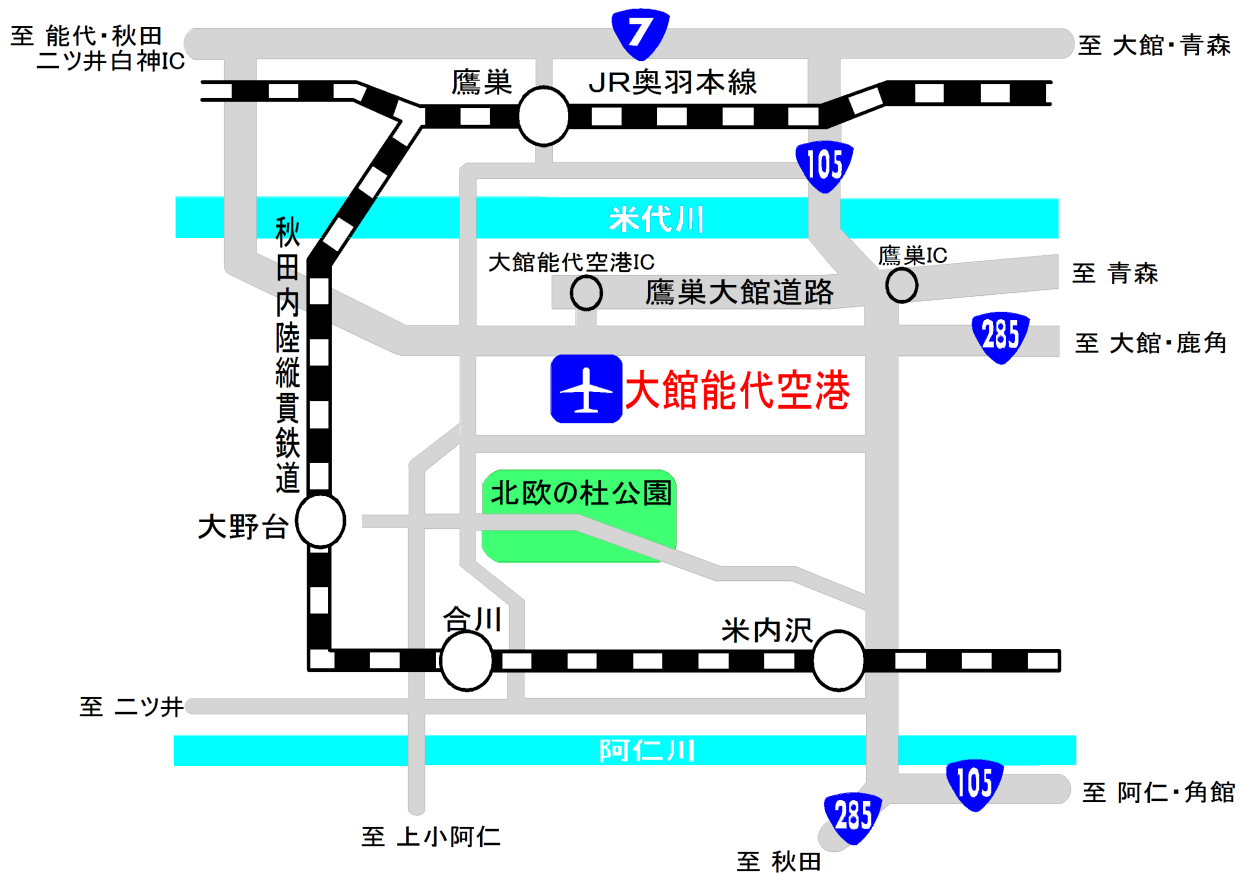 至 能代・秋田
二ツ井白神IC
7
至 大館・青森
鷹巣
JR奥羽本線
105
米代川
秋田内陸縦貫鉄道
大館能代空港IC
鷹巣IC
鷹巣大館道路
至 青森
285
至 大館・鹿角
大館能代空港
北欧の杜公園
大野台
合川
米内沢
至 二ツ井
阿仁川
105
至 阿仁・角館
285
至 上小阿仁
至 秋田